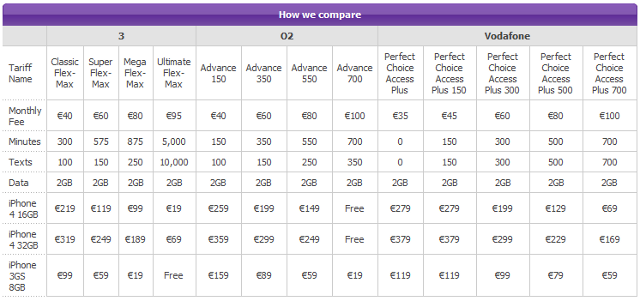 How we compare
3 O2 Vodafone
Tariff Name Classic Flex-Max Super Flex-Max Mega Flex-Max Ultimate Flex-Max Advance 150 Advance 350 Advance 550 Advance 700 Perfect Choice Access Plus Perfect Choice Access Plus 150 Perfect Choice Access Plus 300 Perfect Choice Access Plus 500 Perfect Choice Access Plus 700
Monthly Fee €40 €60 €80 €95 €40 €60 €80 €100 €35 €45 €60 €80 €100
Minutes 300 575 875 5,000 150 350 550 700 0 150 300 500 700
Texts 100 150 250 10,000 100 150 250 350 0 150 300 500 700
Data 2GB 2GB 2GB 2GB 2GB 2GB 2GB 2GB 2GB 2GB 2GB 2GB 2GB
iPhone 4 16GB €219 €119 €99 €19 €259 €199 €149 Free €279 €279 €199 €129 €69
iPhone 4 32GB €319 €249 €189 €69 €359 €299 €249 Free €379 €379 €299 €229 €169
iPhone 3GS 8GB €99 €59 €19 Free €159 €89 €59 €19 €119 €119 €99 €79 €59